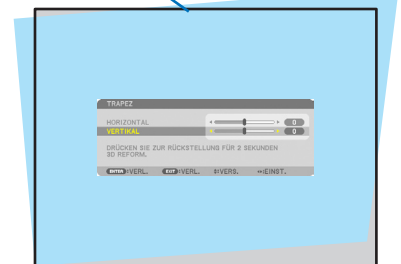 TRAPEZ
HORIZONTAL 0
VERTIKAL 0
DRÜCKEN SIE ZUR RÜCKSTELLUNG FÜR 2 SEKUNDEN
3D REFORM.
ENTER :VERL. EXIT :VERL. ↕:VERS. ↔:EINST.